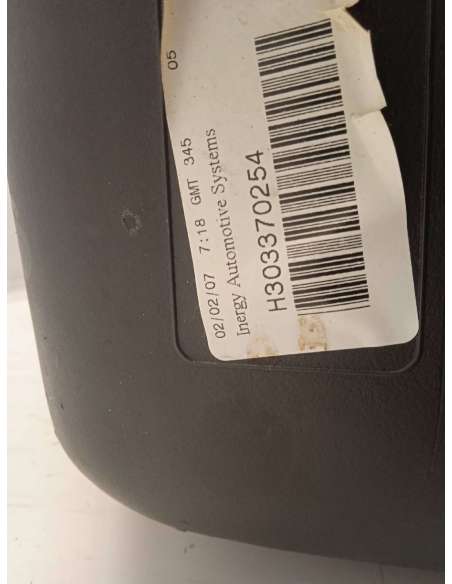 05
02/02/07 7:18 GMT 345
Inergy Automotive Systems
H303370254